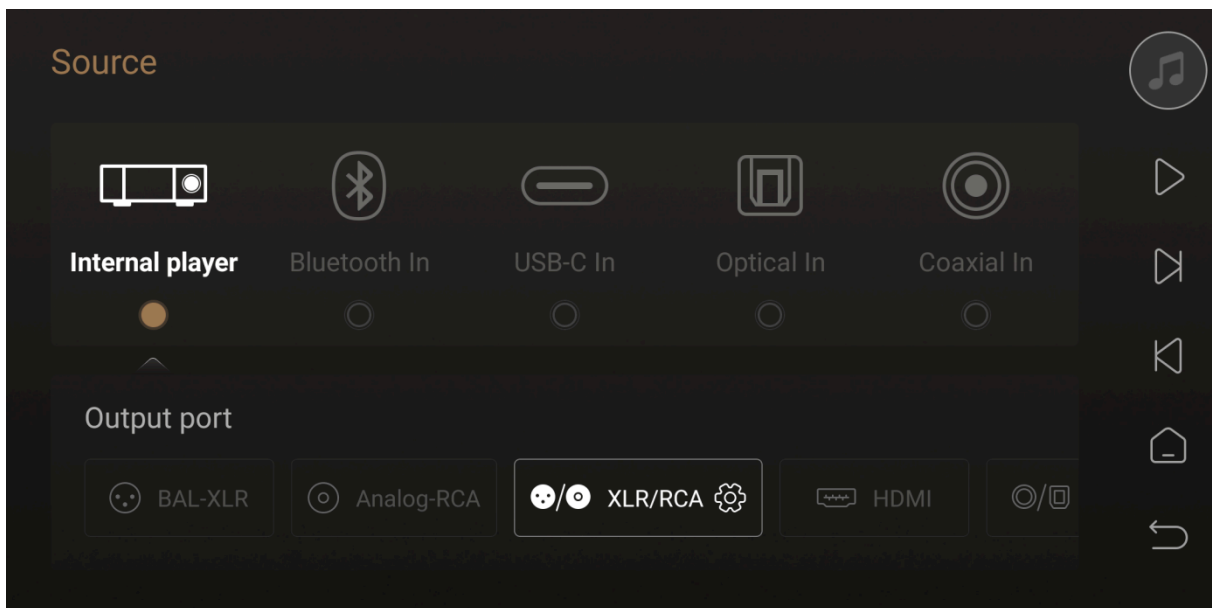 Source
Internal player
Bluetooth In
USB-C In
Optical In
Coaxial In
Output port
BAL-XLR
Analog-RCA
XLR/RCA
HDMI